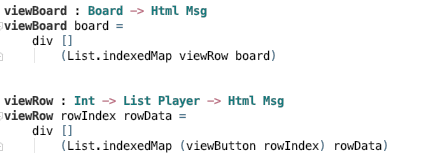 viewBoard : Board -> Html Msg
viewBoard board =
    div []
        (List.indexedMap viewRow board)
viewRow : Int -> List Player -> Html Msg
viewRow rowIndex rowData =
    div []
        (List.indexedMap (viewButton rowIndex) rowData)